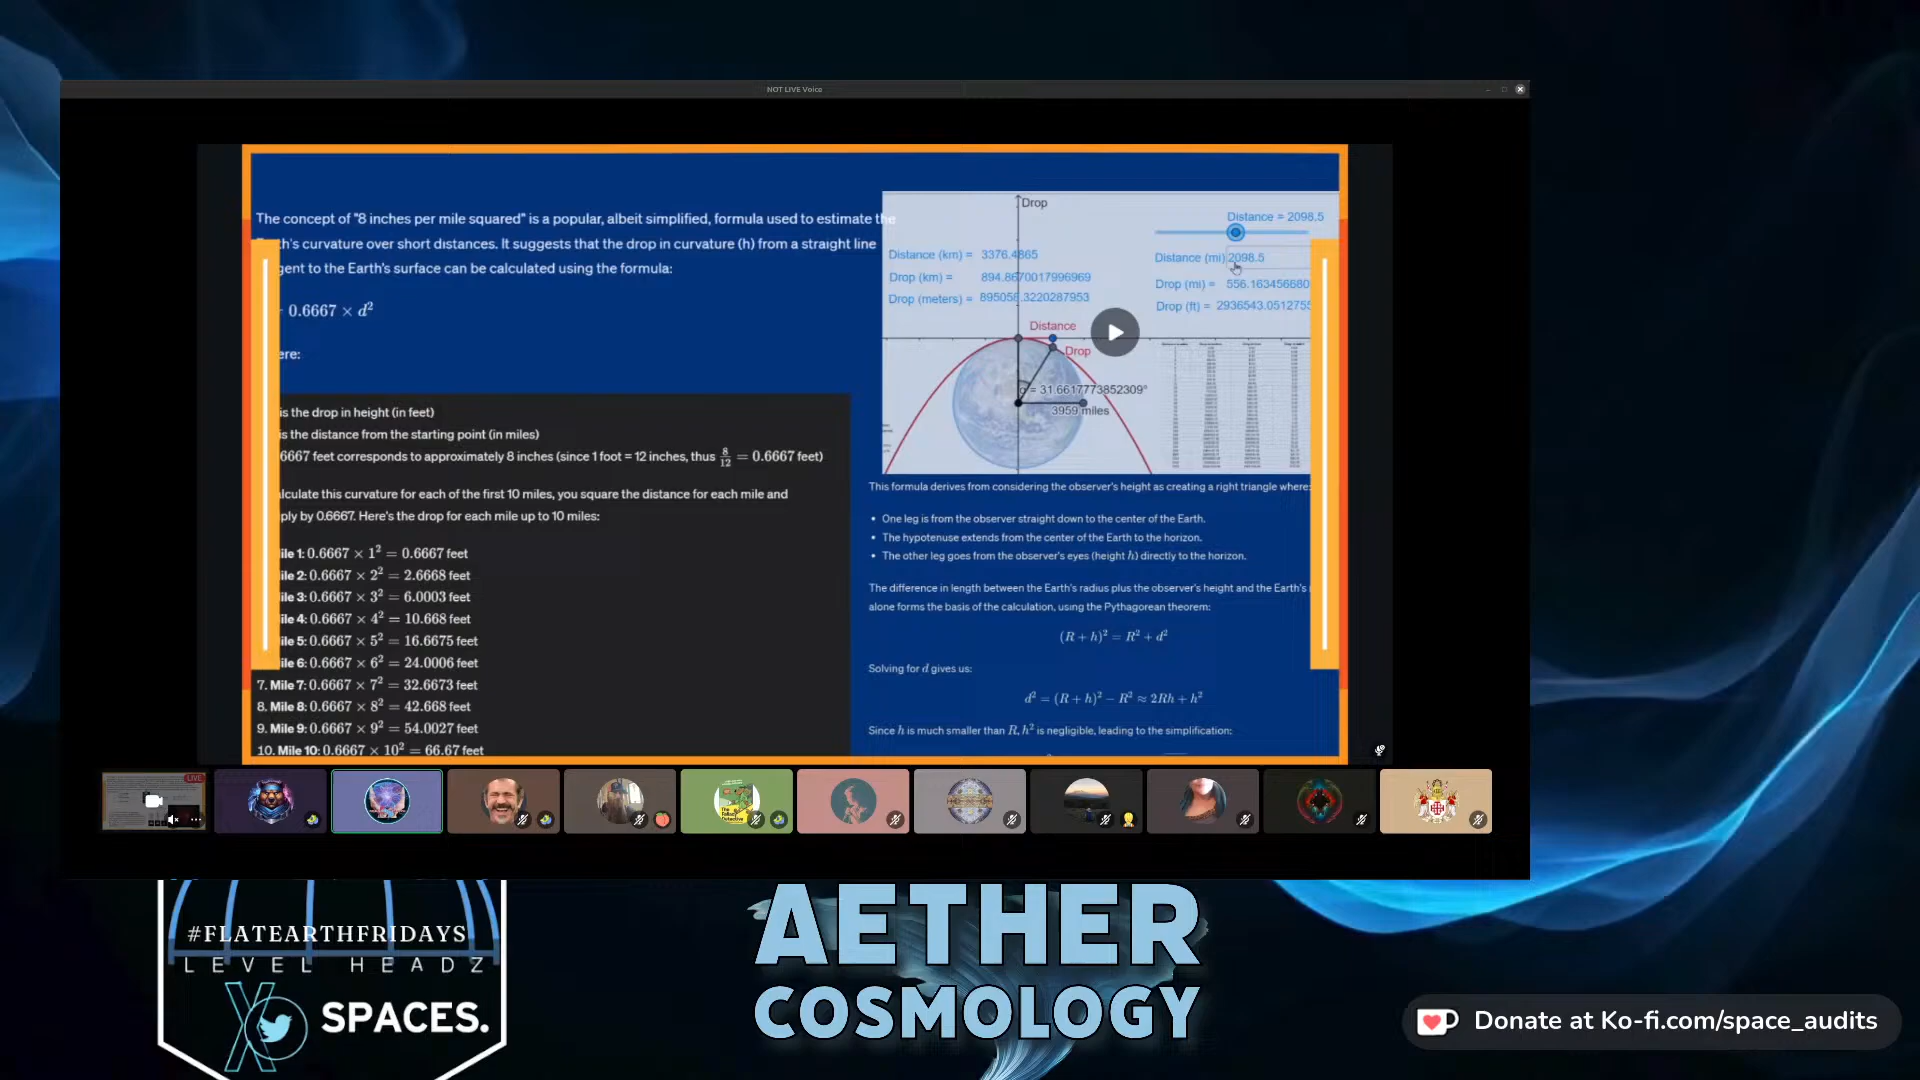 NOT LIVE Voice
The concept of "8 inches per mile squared" is a popular, albeit simplified, formula used to estimate the
th's curvature over short distances. It suggests that the drop in curvature (h) from a straight line
gent to the Earth's surface can be calculated using the formula:
0.6667 × d²
ere:
is the drop in height (in feet)
is the distance from the starting point (in miles)
6667 feet corresponds to approximately 8 inches (since 1 foot = 12 inches, thus 8/12 = 0.6667 feet)
lculate this curvature for each of the first 10 miles, you square the distance for each mile and
ply by 0.6667. Here's the drop for each mile up to 10 miles:
ile 1: 0.6667 × 1² = 0.6667 feet
ile 2: 0.6667 × 2² = 2.6668 feet
ile 3: 0.6667 × 3² = 6.0003 feet
ile 4: 0.6667 × 4² = 10.668 feet
ile 5: 0.6667 × 5² = 16.6675 feet
ile 6: 0.6667 × 6² = 24.0006 feet
7. Mile 7: 0.6667 × 7² = 32.6673 feet
8. Mile 8: 0.6667 × 8² = 42.668 feet
9. Mile 9: 0.6667 × 9² = 54.0027 feet
10. Mile 10: 0.6667 × 10² = 66.67 feet
Drop
Distance = 2098.5
Distance (km) = 3376.4865
Distance (mi) 2098.5
Drop (km) = 894.8670017996969
Drop (mi) = 556.163456680
Drop (meters) = 895058.3220287953
Drop (ft) = 2936543.0512755
Distance
Drop
= 31.6617773852309°
3959 miles
This formula derives from considering the observer's height as creating a right triangle where:
• One leg is from the observer straight down to the center of the Earth.
• The hypotenuse extends from the center of the Earth to the horizon.
• The other leg goes from the observer's eyes (height h) directly to the horizon.
The difference in length between the Earth's radius plus the observer's height and the Earth's
alone forms the basis of the calculation, using the Pythagorean theorem:
(R + h)² = R² + d²
Solving for d gives us:
d² = (R + h)² − R² ≈ 2Rh + h²
Since h is much smaller than R, h² is negligible, leading to the simplification:
LIVE
#FLATEARTHFRIDAYS
LEVEL HEADZ
X SPACES.
AETHER
COSMOLOGY
Donate at Ko-fi.com/space_audits